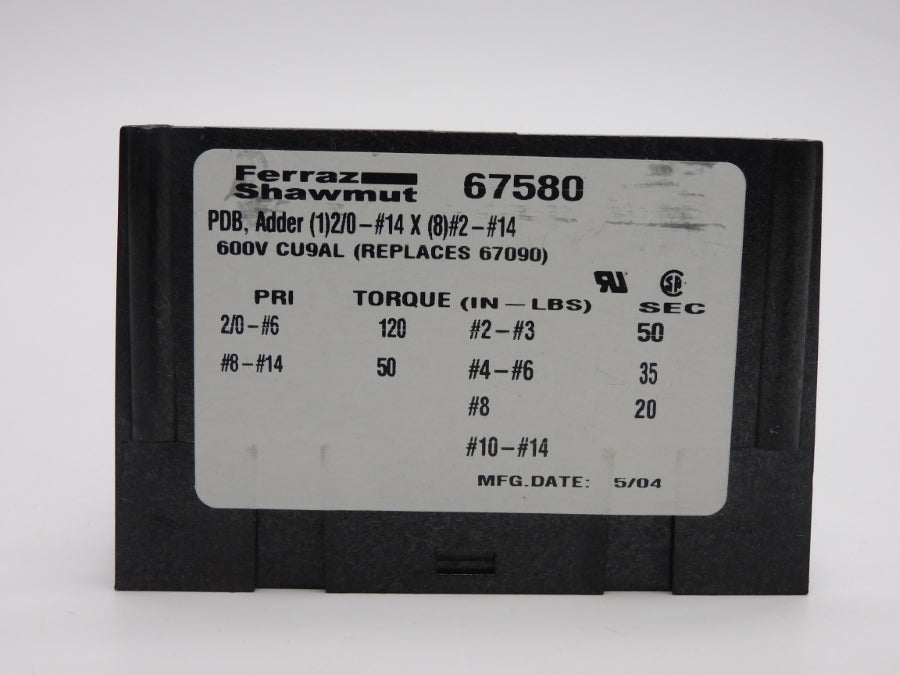 Ferraz
Shawmut 67580
PDB, Adder (1)2/0-#14 X (8)#2-#14
600V CU9AL (REPLACES 67090)
PRI TORQUE (IN-LBS) SEC
2/0-#6 120 #2-#3 50
#8-#14 50 #4-#6 35
#8 20
#10-#14
MFG.DATE: 5/04